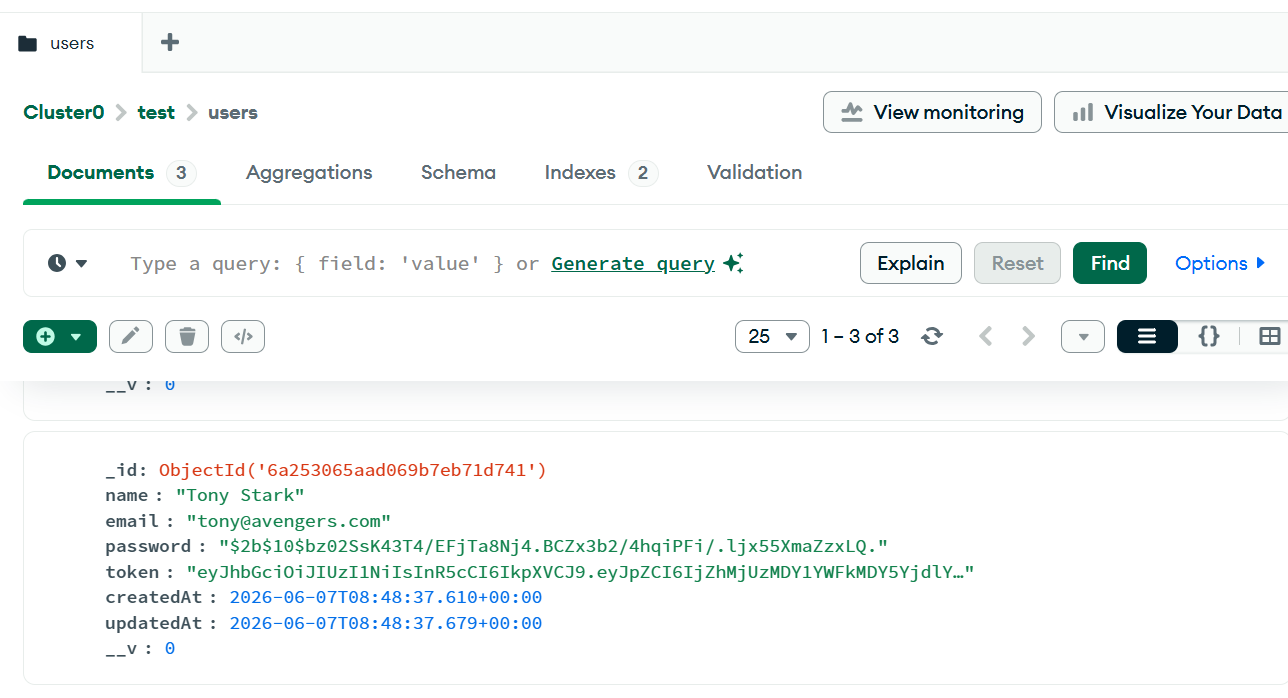 users
Cluster0 > test > users
View monitoring
Visualize Your Data
Documents 3 Aggregations Schema Indexes 2 Validation
Type a query: { field: 'value' } or Generate query
Explain Reset Find Options
25 1 – 3 of 3 {}
__v : 0
_id: ObjectId('6a253065aad069b7eb71d741')
name : "Tony Stark"
email : "tony@avengers.com"
password : "$2b$10$bz02SsK43T4/EFjTa8Nj4.BCZx3b2/4hqiPFi/.ljx55XmaZzxLQ."
token : "eyJhbGciOiJIUzI1NiIsInR5cCI6IkpXVCJ9.eyJpZCI6IjZhMjUzMDY1YWFkMDY5YjdlY…"
createdAt : 2026-06-07T08:48:37.610+00:00
updatedAt : 2026-06-07T08:48:37.679+00:00
__v : 0